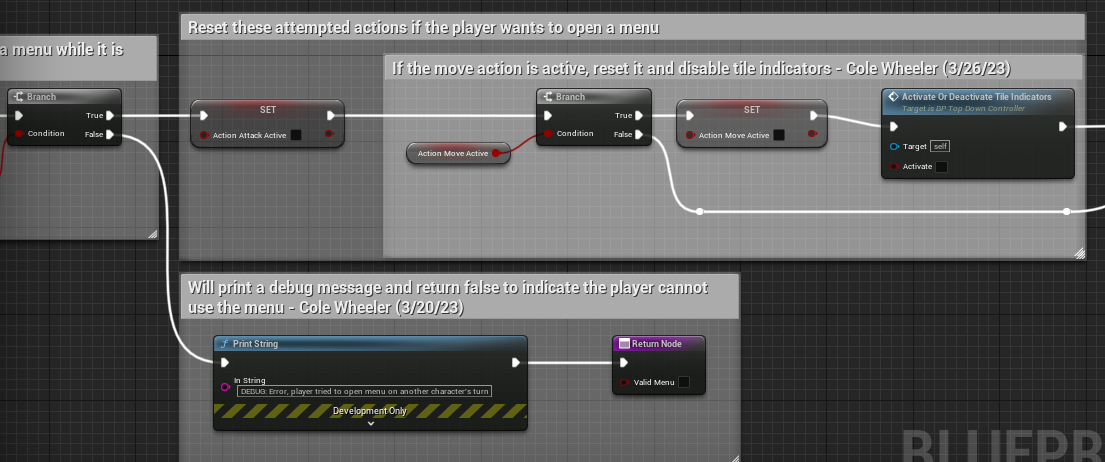 Reset these attempted actions if the player wants to open a menu
a menu while it is
If the move action is active, reset it and disable tile indicators - Cole Wheeler (3/26/23)
Branch
True
Condition
False
SET
Action Attack Active
Action Move Active
Branch
True
Condition
False
SET
Action Move Active
Activate Or Deactivate Tile Indicators
Target is BP Top Down Controller
Target
self
Activate
Will print a debug message and return false to indicate the player cannot
use the menu - Cole Wheeler (3/20/23)
Print String
In String
DEBUG: Error, player tried to open menu on another character's turn
Development Only
Return Node
Valid Menu
BLUEPR